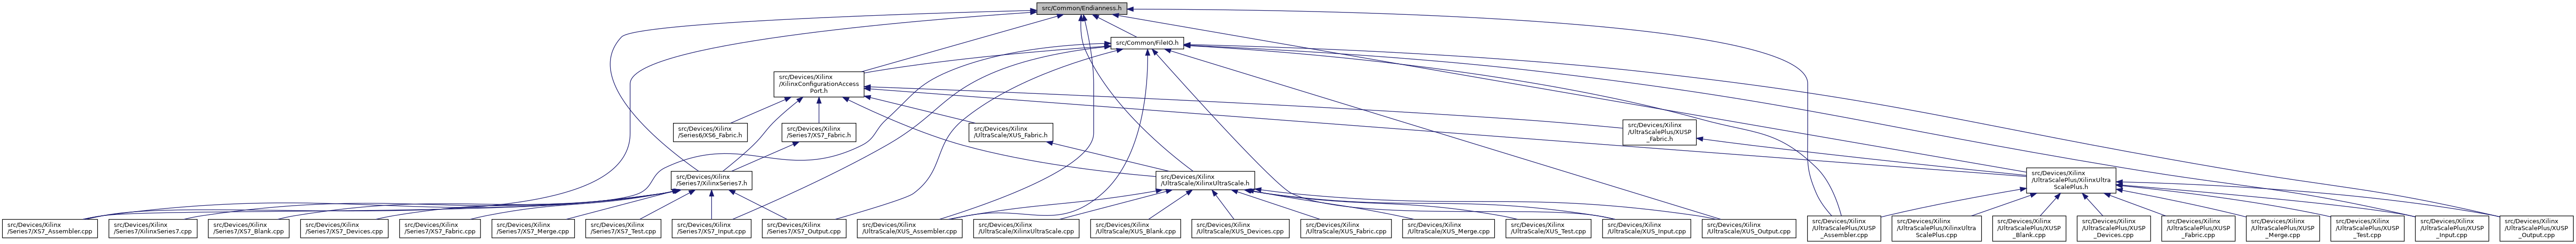 src/Common/Endianness.h
src/Common/FileIO.h
src/Devices/Xilinx
/XilinxConfigurationAccess
Port.h
src/Devices/Xilinx
/Series6/XS6_Fabric.h
src/Devices/Xilinx
/Series7/XS7_Fabric.h
src/Devices/Xilinx
/UltraScale/XUS_Fabric.h
src/Devices/Xilinx
/UltraScalePlus/XUSP
_Fabric.h
src/Devices/Xilinx
/Series7/XilinxSeries7.h
src/Devices/Xilinx
/UltraScale/XilinxUltraScale.h
src/Devices/Xilinx
/UltraScalePlus/XilinxUltra
ScalePlus.h
src/Devices/Xilinx
/Series7/XS7_Assembler.cpp
src/Devices/Xilinx
/Series7/XilinxSeries7.cpp
src/Devices/Xilinx
/Series7/XS7_Blank.cpp
src/Devices/Xilinx
/Series7/XS7_Devices.cpp
src/Devices/Xilinx
/Series7/XS7_Fabric.cpp
src/Devices/Xilinx
/Series7/XS7_Merge.cpp
src/Devices/Xilinx
/Series7/XS7_Test.cpp
src/Devices/Xilinx
/Series7/XS7_Input.cpp
src/Devices/Xilinx
/Series7/XS7_Output.cpp
src/Devices/Xilinx
/UltraScale/XUS_Assembler.cpp
src/Devices/Xilinx
/UltraScale/XilinxUltraScale.cpp
src/Devices/Xilinx
/UltraScale/XUS_Blank.cpp
src/Devices/Xilinx
/UltraScale/XUS_Devices.cpp
src/Devices/Xilinx
/UltraScale/XUS_Fabric.cpp
src/Devices/Xilinx
/UltraScale/XUS_Merge.cpp
src/Devices/Xilinx
/UltraScale/XUS_Test.cpp
src/Devices/Xilinx
/UltraScale/XUS_Input.cpp
src/Devices/Xilinx
/UltraScale/XUS_Output.cpp
src/Devices/Xilinx
/UltraScalePlus/XUSP
_Assembler.cpp
src/Devices/Xilinx
/UltraScalePlus/XilinxUltra
ScalePlus.cpp
src/Devices/Xilinx
/UltraScalePlus/XUSP
_Blank.cpp
src/Devices/Xilinx
/UltraScalePlus/XUSP
_Devices.cpp
src/Devices/Xilinx
/UltraScalePlus/XUSP
_Fabric.cpp
src/Devices/Xilinx
/UltraScalePlus/XUSP
_Merge.cpp
src/Devices/Xilinx
/UltraScalePlus/XUSP
_Test.cpp
src/Devices/Xilinx
/UltraScalePlus/XUSP
_Input.cpp
src/Devices/Xilinx
/UltraScalePlus/XUSP
_Output.cpp